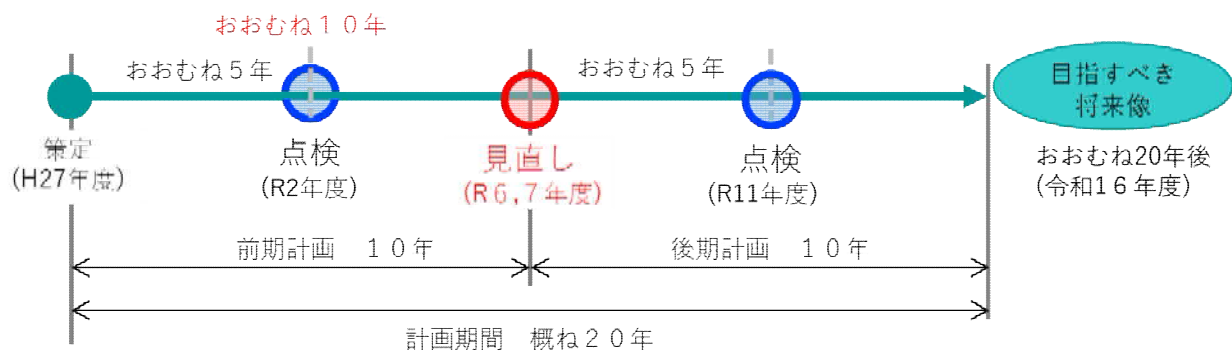 おおむね１０年
おおむね５年
おおむね５年
目指すべき
将来像
策定
(H27年度)
点検
(R2年度)
見直し
(R６,７年度)
点検
(R11年度)
おおむね20年後
(令和１６年度)
前期計画　１０年
後期計画　１０年
計画期間　概ね２０年